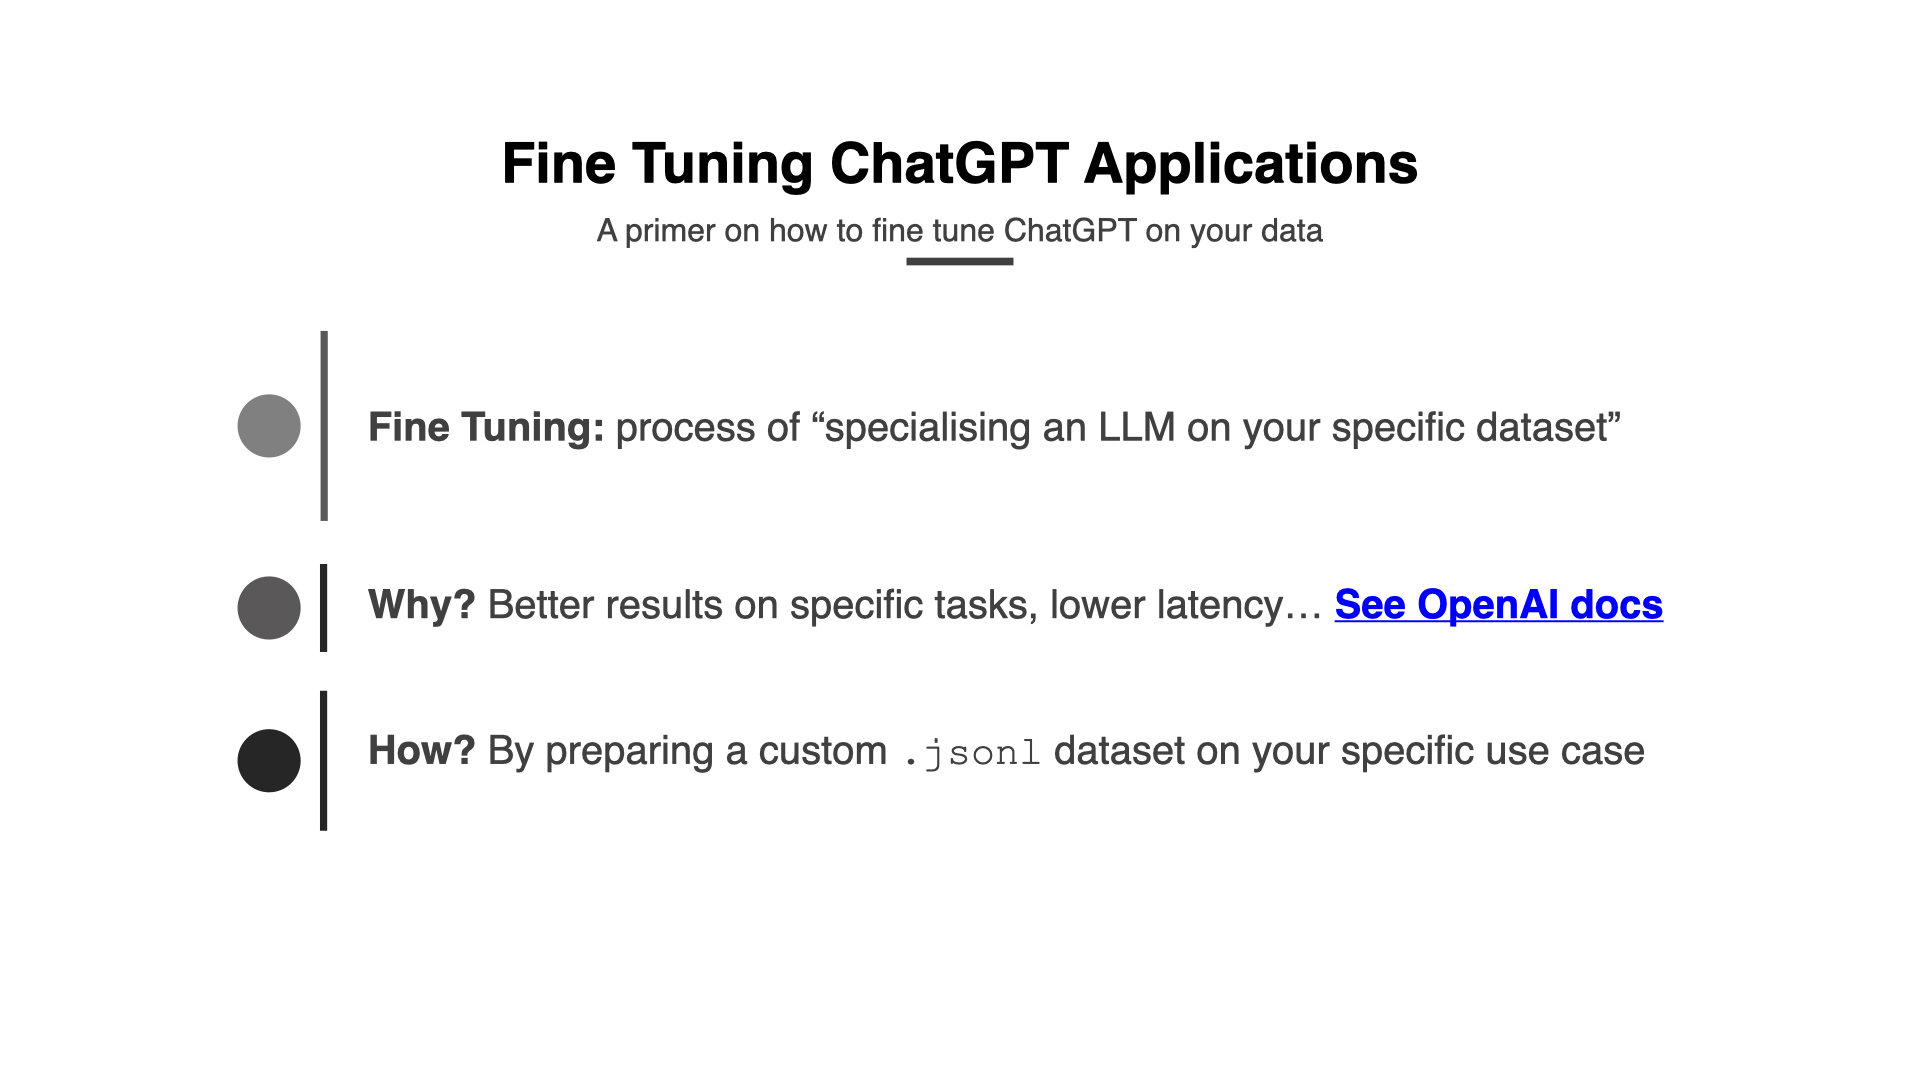 Fine Tuning ChatGPT Applications
A primer on how to fine tune ChatGPT on your data
Fine Tuning: process of “specialising an LLM on your specific dataset”
Why? Better results on specific tasks, lower latency… See OpenAI docs
How? By preparing a custom .jsonl dataset on your specific use case